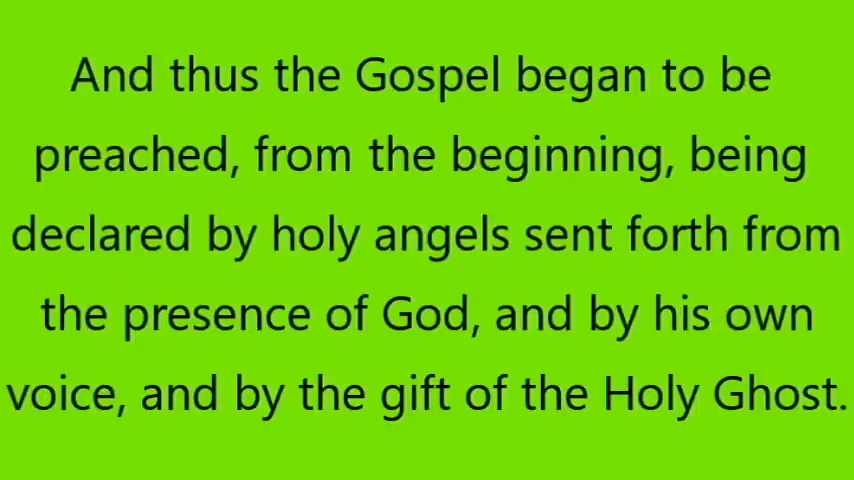 And thus the Gospel began to be
preached, from the beginning, being
declared by holy angels sent forth from
the presence of God, and by his own
voice, and by the gift of the Holy Ghost.